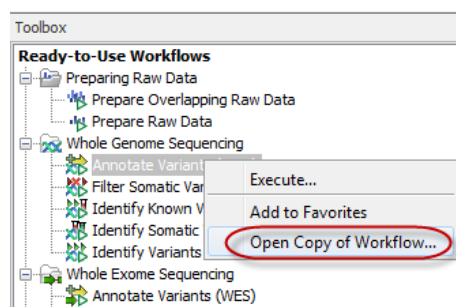 Toolbox
Ready-to-Use Workflows
Preparing Raw Data
Prepare Overlapping Raw Data
Prepare Raw Data
Whole Genome Sequencing
Annotate Variants
Filter Somatic Var
Identify Known V
Identify Somatic
Identify Variants
Execute...
Add to Favorites
Open Copy of Workflow...
Whole Exome Sequencing
Annotate Variants (WES)